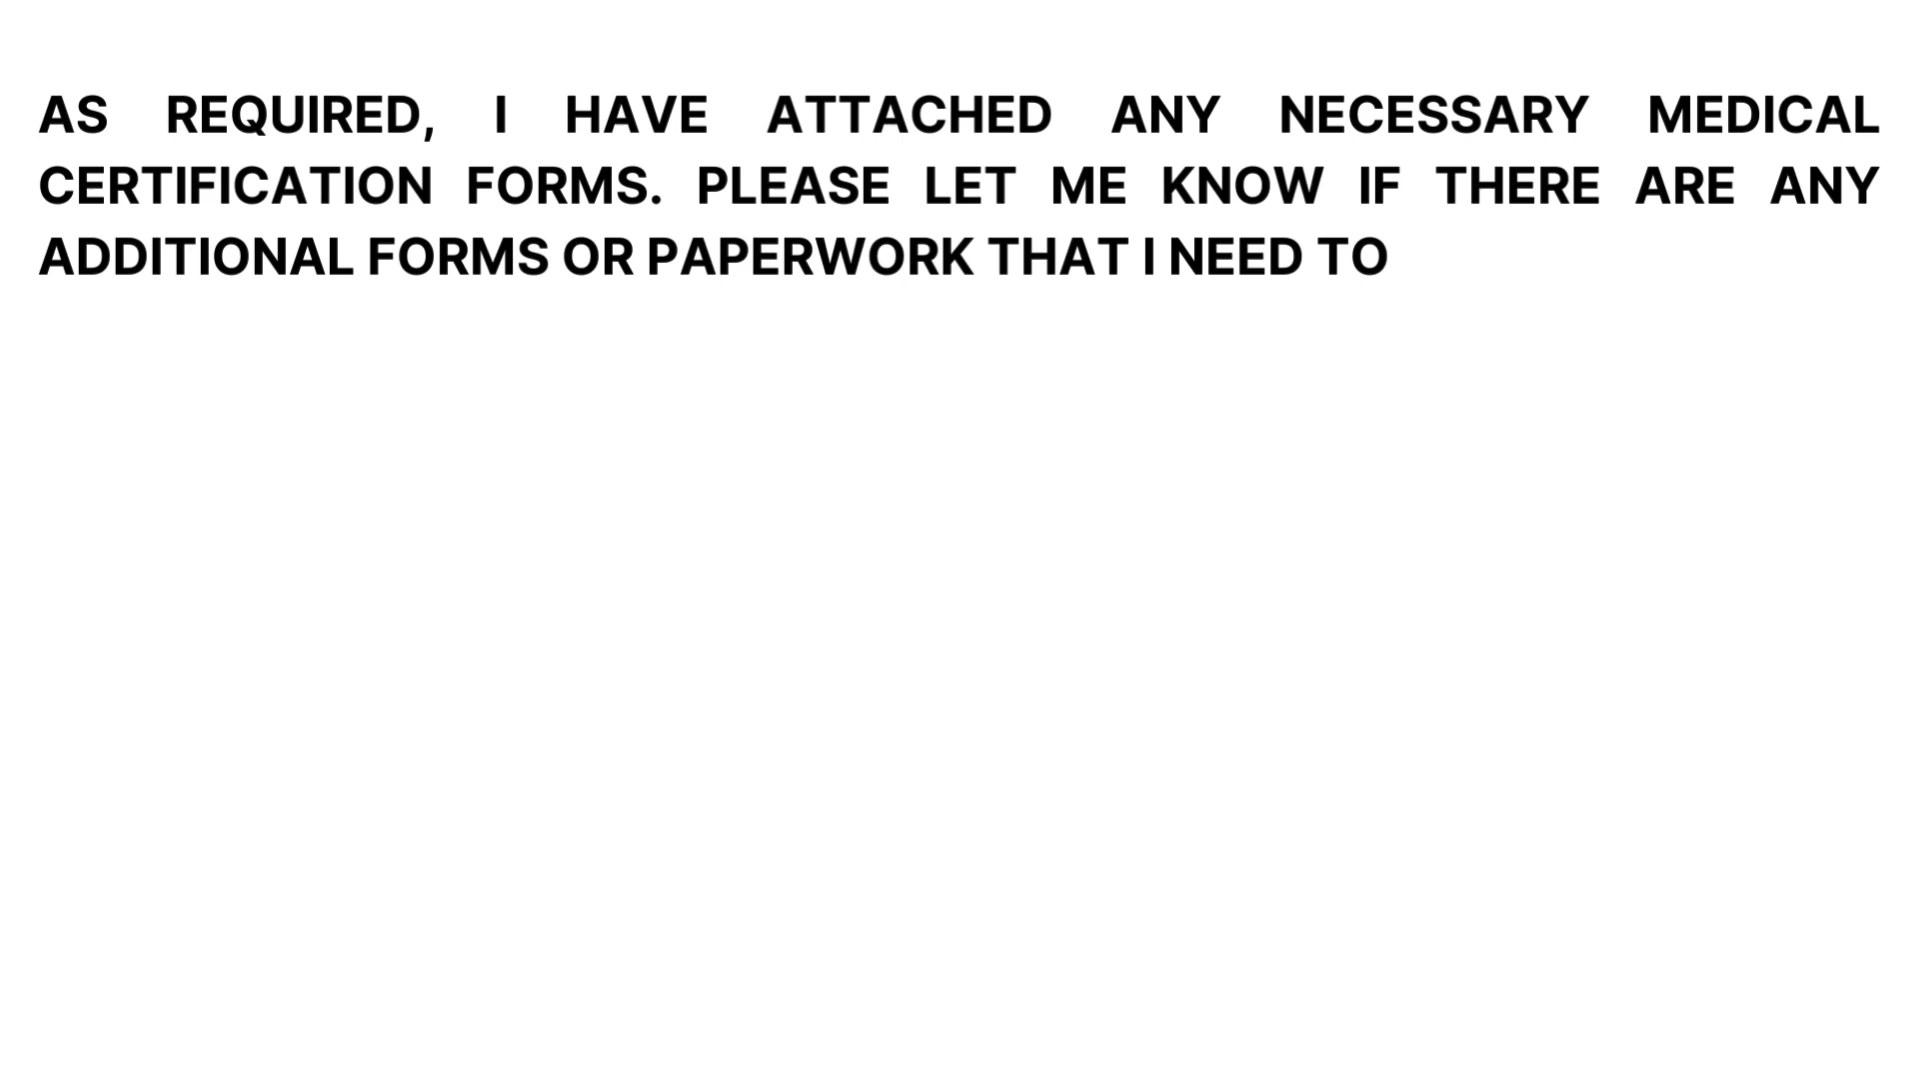 AS REQUIRED, I HAVE ATTACHED ANY NECESSARY MEDICAL
CERTIFICATION FORMS. PLEASE LET ME KNOW IF THERE ARE ANY
ADDITIONAL FORMS OR PAPERWORK THAT I NEED TO